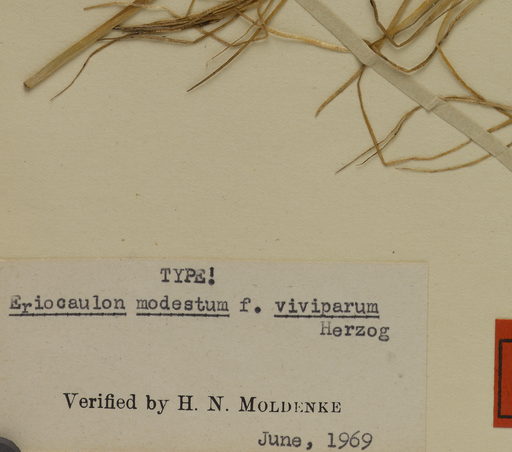 TYPE!
Eriocaulon modestum f. viviparum
Herzog
Verified by H. N. MOLDENKE
June, 1969